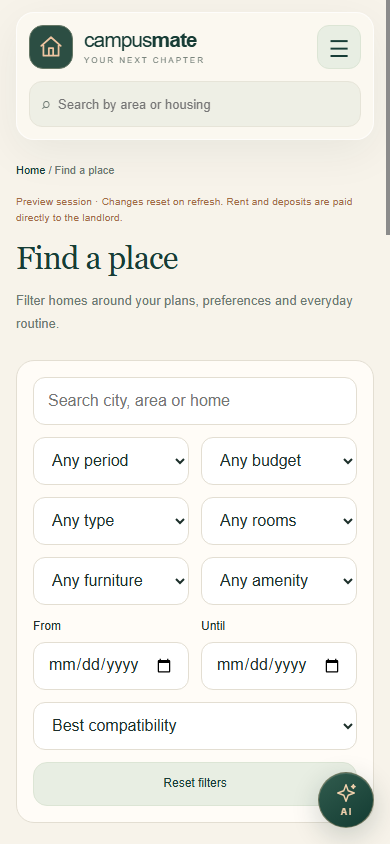 campusmate
YOUR NEXT CHAPTER
Search by area or housing
Home / Find a place
Preview session · Changes reset on refresh. Rent and deposits are paid
directly to the landlord.
Find a place
Filter homes around your plans, preferences and everyday
routine.
Search city, area or home
Any period
Any budget
Any type
Any rooms
Any furniture
Any amenity
From
Until
mm/dd/yyyy
mm/dd/yyyy
Best compatibility
Reset filters
AI